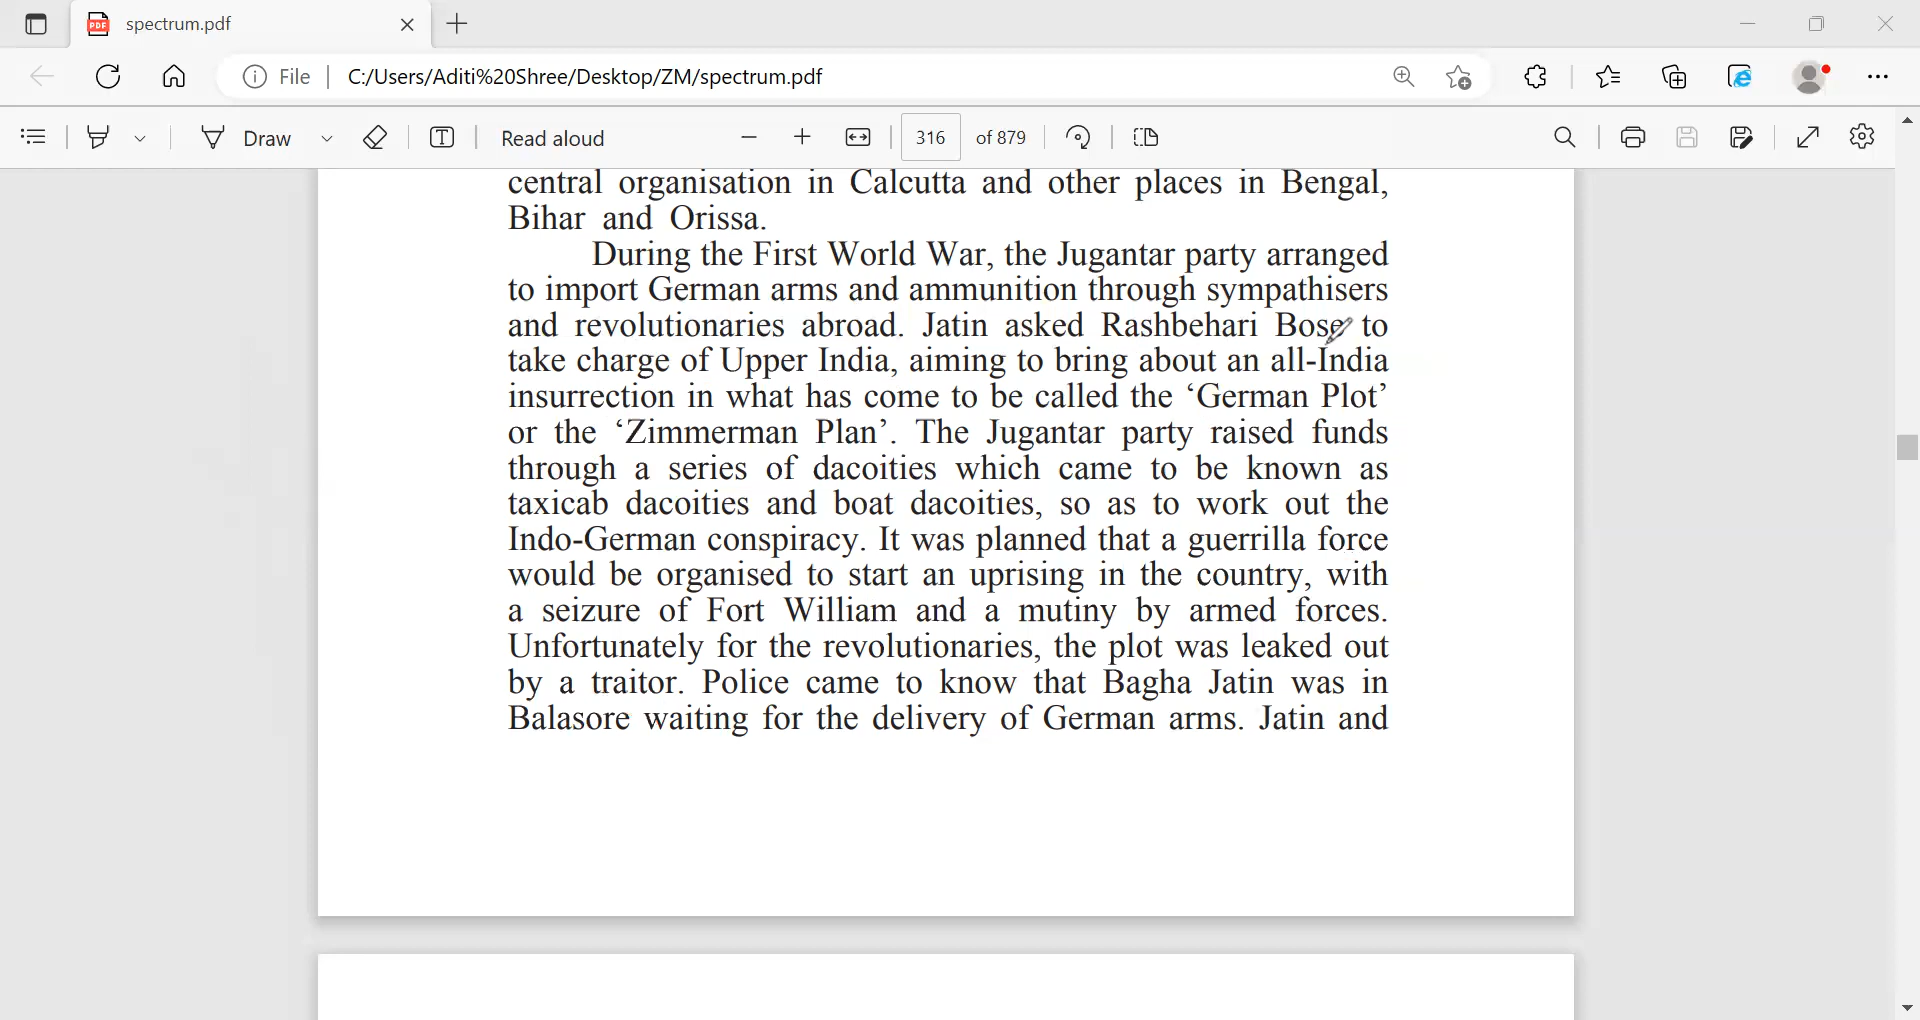 spectrum.pdf
File C:/Users/Aditi%20Shree/Desktop/ZM/spectrum.pdf
Draw Read aloud 316 of 879
central organisation in Calcutta and other places in Bengal,
Bihar and Orissa.
During the First World War, the Jugantar party arranged
to import German arms and ammunition through sympathisers
and revolutionaries abroad. Jatin asked Rashbehari Bose to
take charge of Upper India, aiming to bring about an all-India
insurrection in what has come to be called the ‘German Plot’
or the ‘Zimmerman Plan’. The Jugantar party raised funds
through a series of dacoities which came to be known as
taxicab dacoities and boat dacoities, so as to work out the
Indo-German conspiracy. It was planned that a guerrilla force
would be organised to start an uprising in the country, with
a seizure of Fort William and a mutiny by armed forces.
Unfortunately for the revolutionaries, the plot was leaked out
by a traitor. Police came to know that Bagha Jatin was in
Balasore waiting for the delivery of German arms. Jatin and